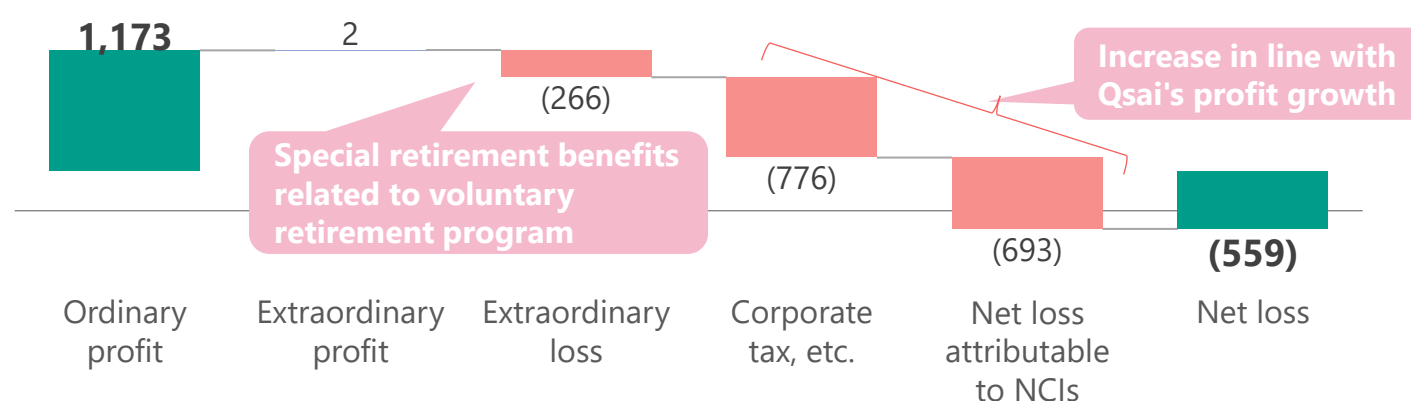 1,173
2
(266)
(776)
(693)
(559)
Increase in line with
Qsai's profit growth
Special retirement benefits
related to voluntary
retirement program
Ordinary
profit
Extraordinary
profit
Extraordinary
loss
Corporate
tax, etc.
Net loss
attributable
to NCIs
Net loss